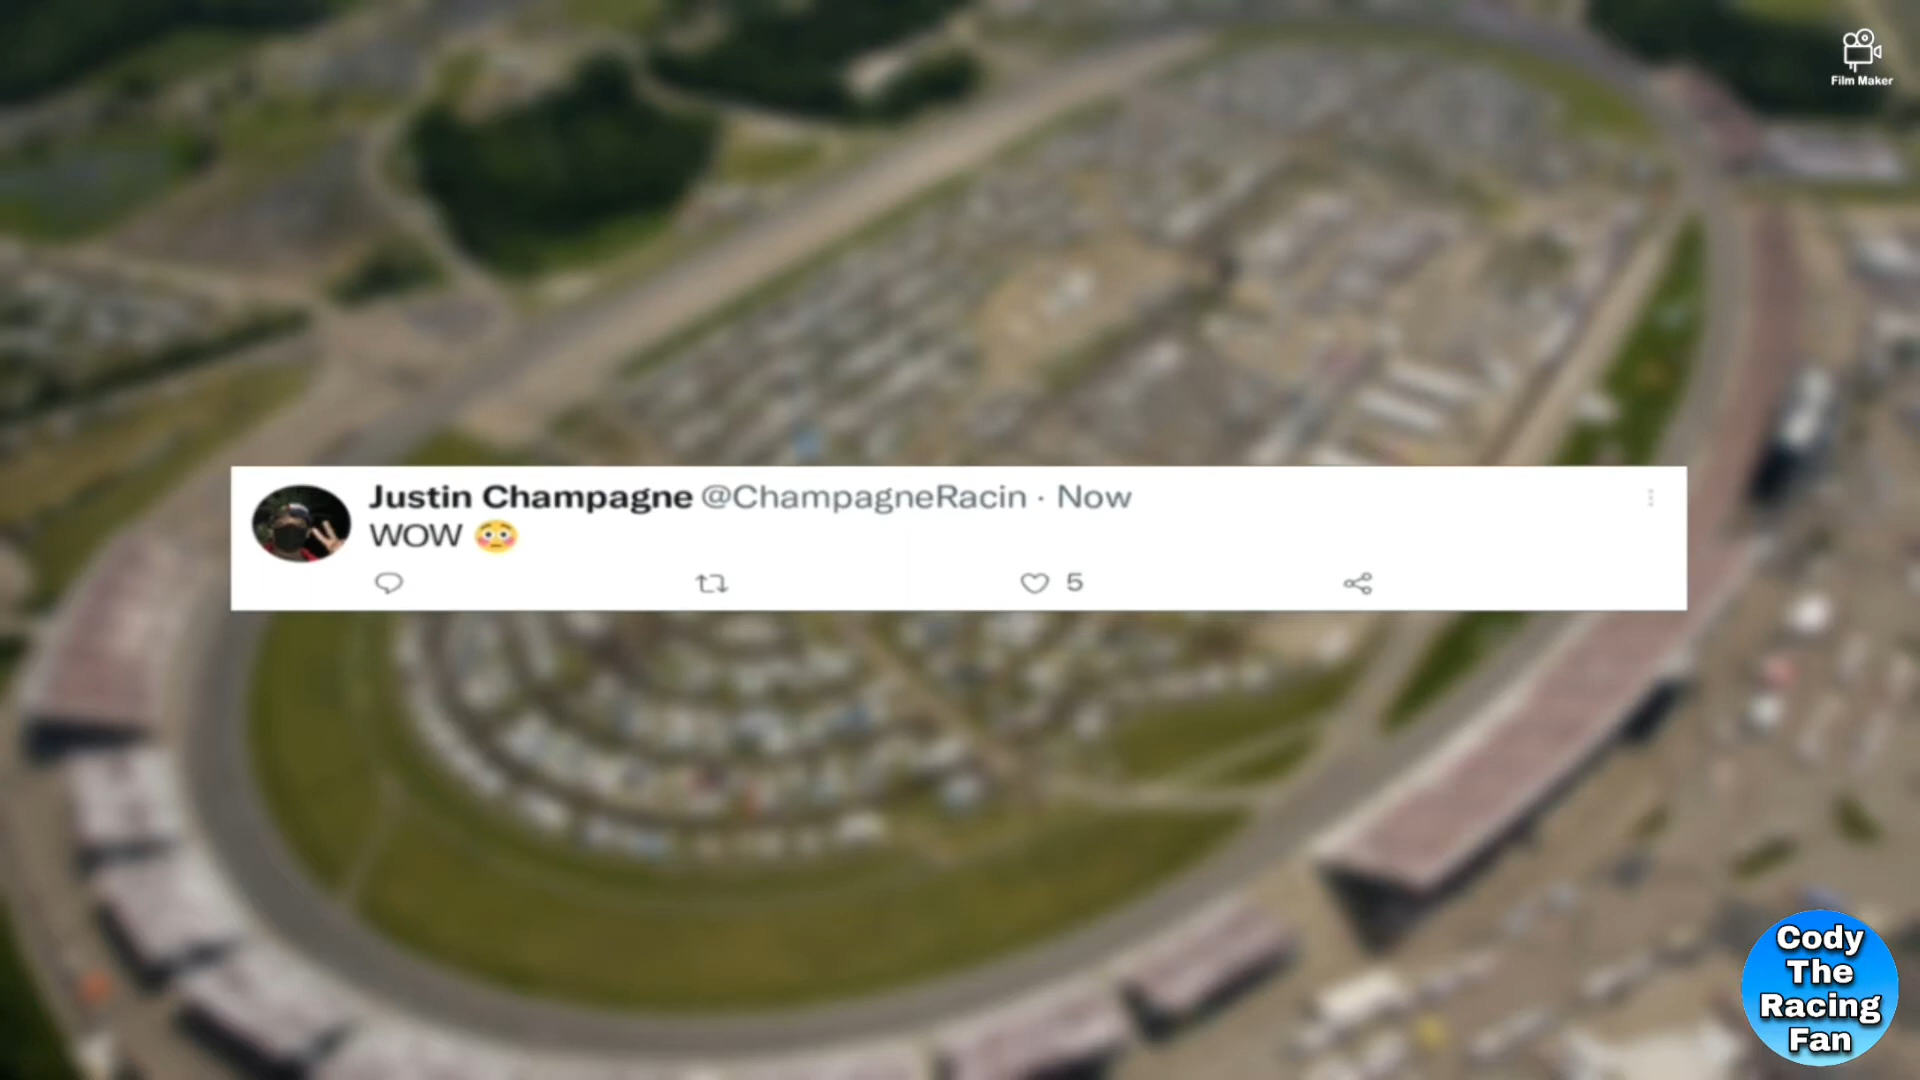 Film Maker
Justin Champagne @ChampagneRacin · Now
WOW 😳
5
Cody
The
Racing
Fan